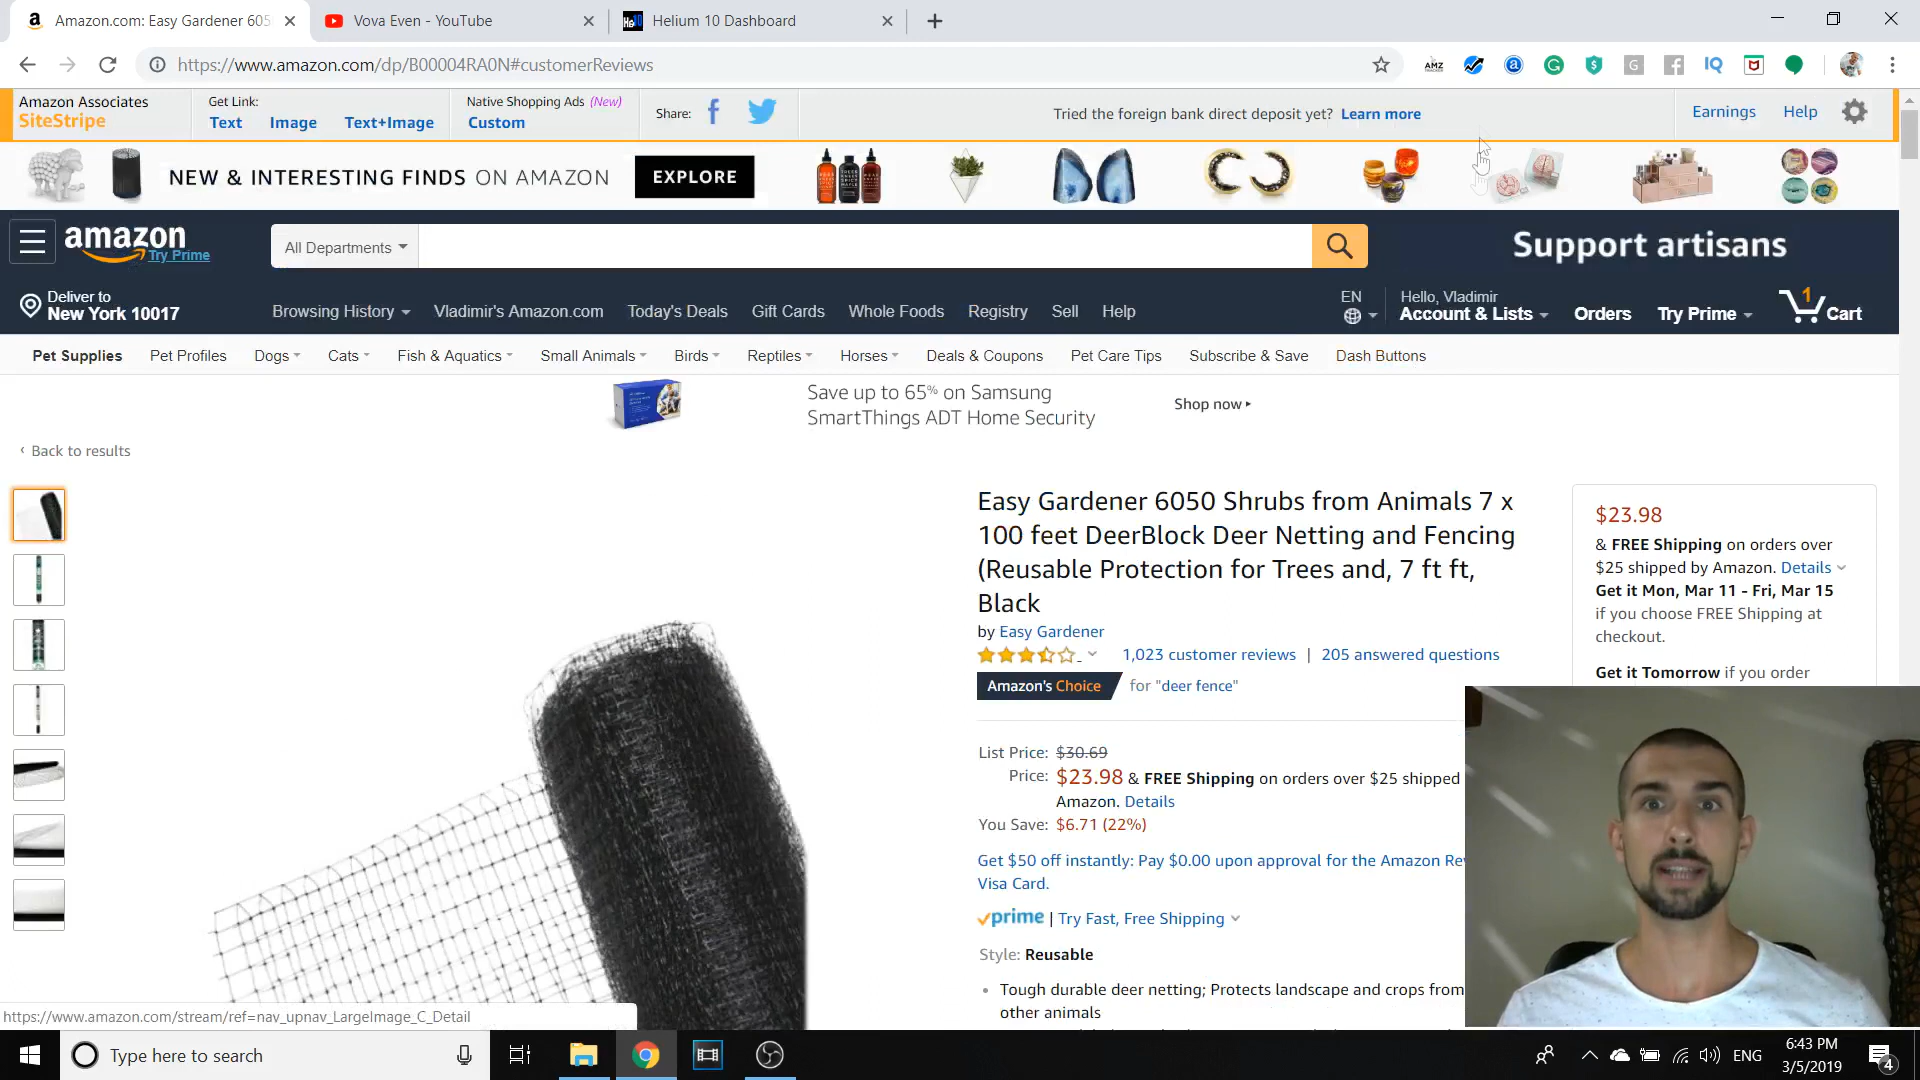 Amazon.com: Easy Gardener 605
Vova Even - YouTube
Helium 10 Dashboard
https://www.amazon.com/dp/B00004RA0N#customerReviews
Amazon Associates
SiteStripe
Get Link:
Text Image Text+Image
Native Shopping Ads (New)
Custom
Share:
Tried the foreign bank direct deposit yet? Learn more
Earnings Help
NEW & INTERESTING FINDS ON AMAZON
EXPLORE
amazon
Try Prime
All Departments
Support artisans
Deliver to
New York 10017
Browsing History Vladimir's Amazon.com Today's Deals Gift Cards Whole Foods Registry Sell Help
EN
Hello, Vladimir
Account & Lists
Orders
Try Prime
1
Cart
Pet Supplies Pet Profiles Dogs Cats Fish & Aquatics Small Animals Birds Reptiles Horses Deals & Coupons Pet Care Tips Subscribe & Save Dash Buttons
Save up to 65% on Samsung
SmartThings ADT Home Security
Shop now
‹ Back to results
Easy Gardener 6050 Shrubs from Animals 7 x
100 feet DeerBlock Deer Netting and Fencing
(Reusable Protection for Trees and, 7 ft ft,
Black
by Easy Gardener
1,023 customer reviews | 205 answered questions
Amazon's Choice for "deer fence"
List Price: $30.69
Price: $23.98 & FREE Shipping on orders over $25 shipped
Amazon. Details
You Save: $6.71 (22%)
Get $50 off instantly: Pay $0.00 upon approval for the Amazon Re
Visa Card.
prime | Try Fast, Free Shipping
Style: Reusable
• Tough durable deer netting; Protects landscape and crops from
other animals
$23.98
& FREE Shipping on orders over
$25 shipped by Amazon. Details
Get it Mon, Mar 11 - Fri, Mar 15
if you choose FREE Shipping at
checkout.
Get it Tomorrow if you order
https://www.amazon.com/stream/ref=nav_upnav_LargeImage_C_Detail
Type here to search
ENG
6:43 PM
3/5/2019
4